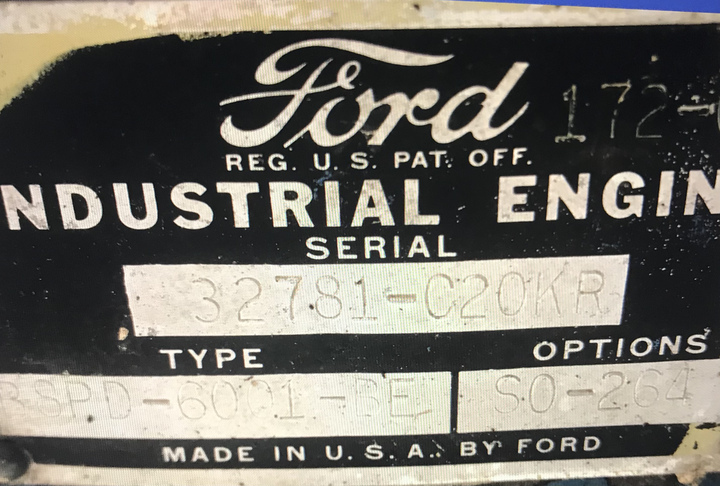 Ford 172-
REG. U. S. PAT. OFF.
NDUSTRIAL ENGIN
SERIAL
32781-C20KR
TYPE OPTIONS
SPD-6001-BE SO-264
MADE IN U. S. A. BY FORD